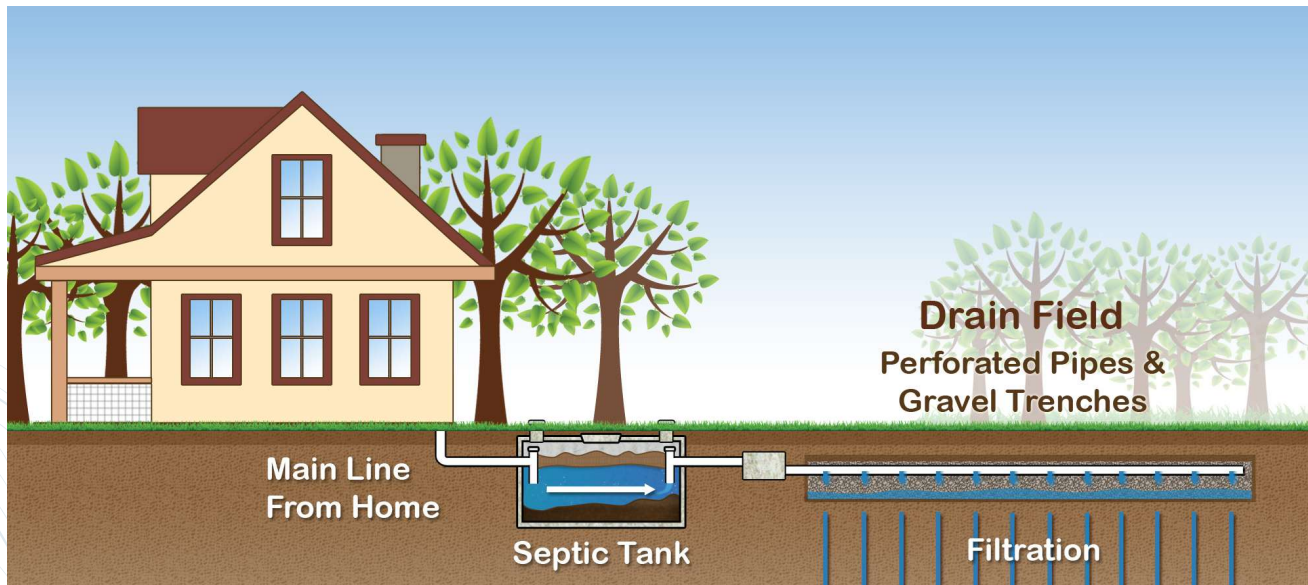 Drain Field
Perforated Pipes &
Gravel Trenches
Main Line
From Home
Septic Tank
Filtration